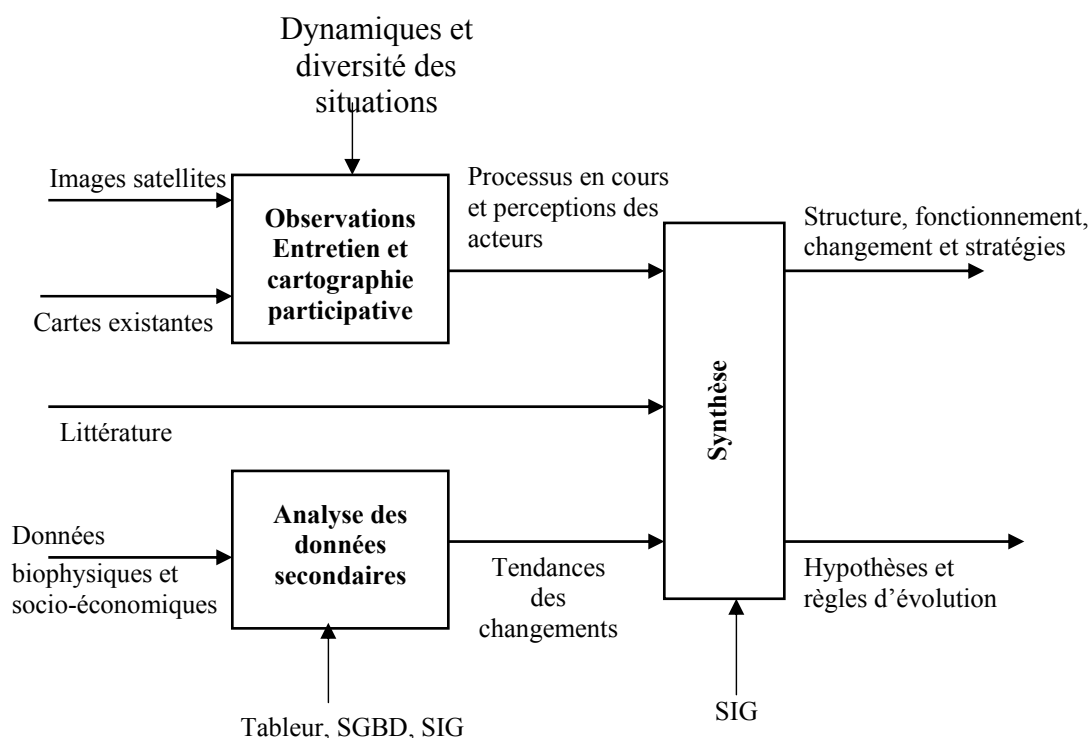 Dynamiques et
diversité des
situations
Images satellites
Cartes existantes
Observations
Entretien et
cartographie
participative
Processus en cours
et perceptions des
acteurs
Littérature
Données
biophysiques et
socio-économiques
Analyse des
données
secondaires
Tendances
des
changements
Tableur, SGBD, SIG
Synthèse
SIG
Structure, fonctionnement,
changement et stratégies
Hypothèses et
règles d’évolution